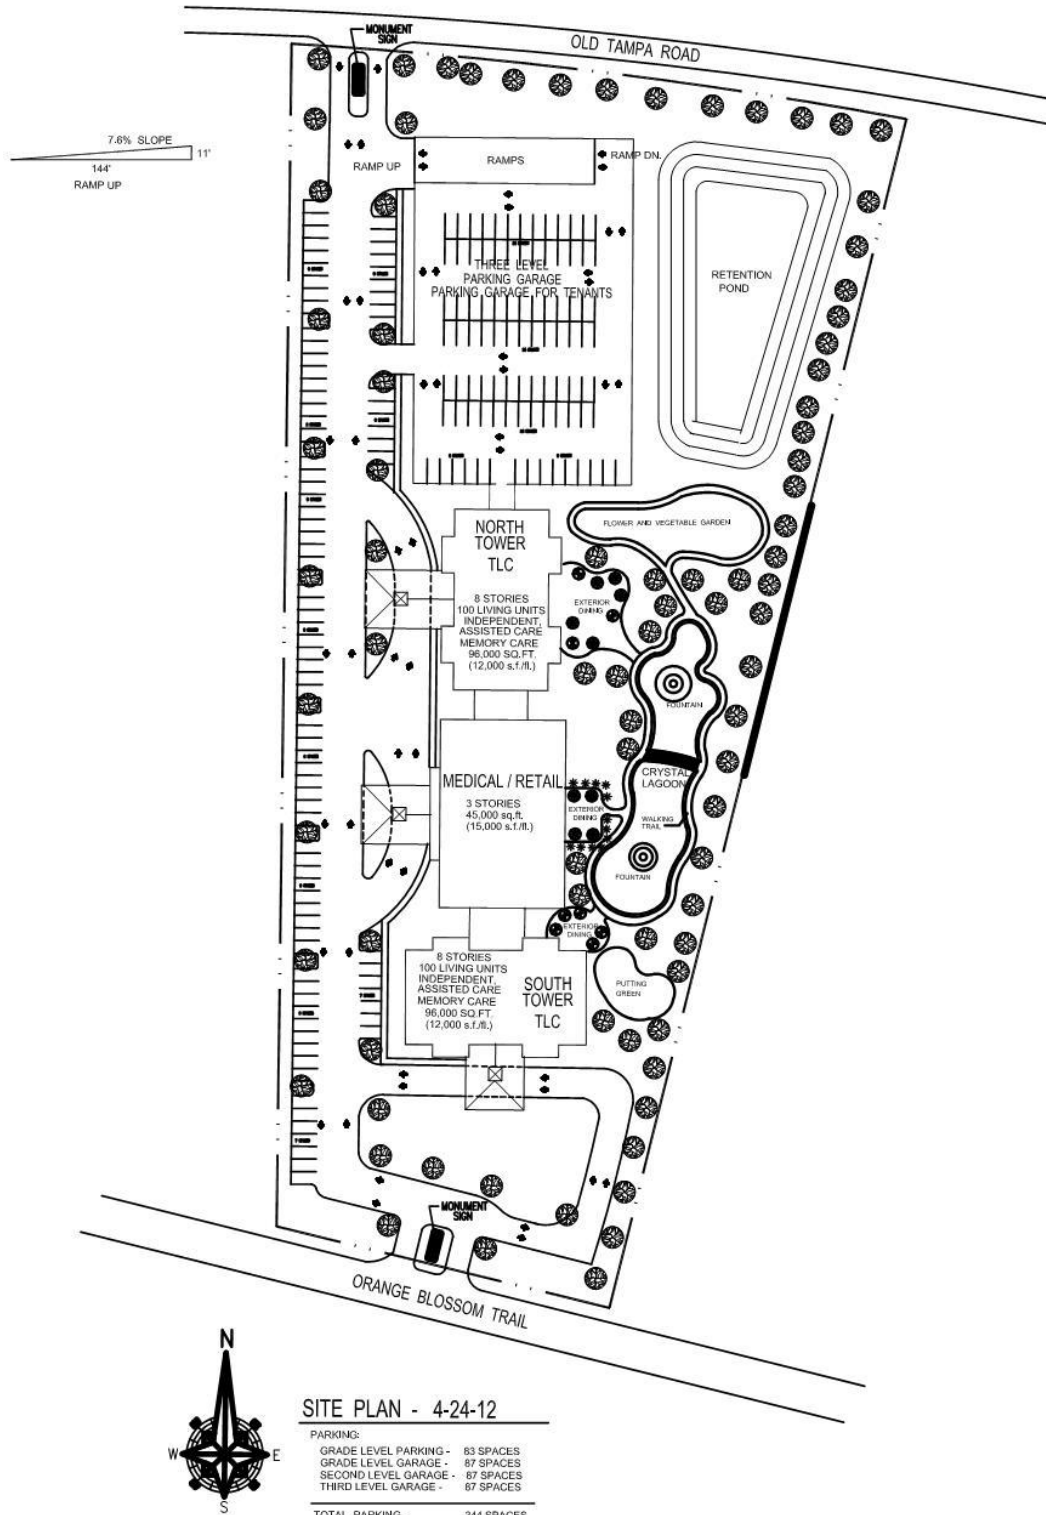 MONUMENT
SIGN
OLD TAMPA ROAD
7.6% SLOPE
11'
144'
RAMP UP
RAMP UP
RAMPS
RAMP DN.
THREE LEVEL
PARKING GARAGE
PARKING GARAGE FOR TENANTS
RETENTION
POND
FLOWER AND VEGETABLE GARDEN
NORTH
TOWER
TLC
8 STORIES
100 LIVING UNITS
INDEPENDENT,
ASSISTED CARE
MEMORY CARE
96,000 SQ.FT.
(12,000 s.f./fl.)
EXTERIOR
DINING
FOUNTAIN
CRYSTAL
LAGOON
WALKING
TRAIL
FOUNTAIN
MEDICAL / RETAIL
3 STORIES
45,000 sq.ft.
(15,000 s.f./fl.)
EXTERIOR
DINING
EXTERIOR
DINING
8 STORIES
100 LIVING UNITS
INDEPENDENT,
ASSISTED CARE
MEMORY CARE
96,000 SQ.FT.
(12,000 s.f./fl.)
SOUTH
TOWER
TLC
PUTTING
GREEN
MONUMENT
SIGN
ORANGE BLOSSOM TRAIL
N
W
E
S
SITE PLAN - 4-24-12
PARKING:
GRADE LEVEL PARKING - 83 SPACES
GRADE LEVEL GARAGE - 87 SPACES
SECOND LEVEL GARAGE - 87 SPACES
THIRD LEVEL GARAGE - 87 SPACES
TOTAL PARKING - 344 SPACES